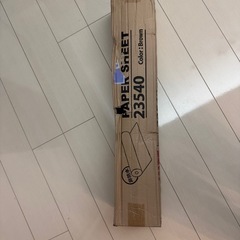 PAPER SHEET
23540
Color : Brown